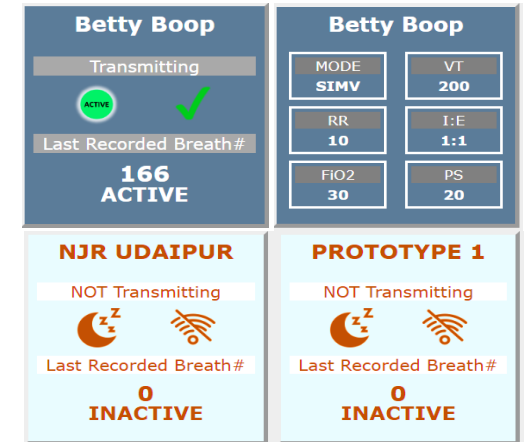 Betty Boop
Transmitting
ACTIVE
Last Recorded Breath#
166
ACTIVE
Betty Boop
MODE
SIMV
VT
200
RR
10
I:E
1:1
FiO2
30
PS
20
NJR UDAIPUR
NOT Transmitting
z z Z
Last Recorded Breath#
0
INACTIVE
PROTOTYPE 1
NOT Transmitting
z z Z
Last Recorded Breath#
0
INACTIVE